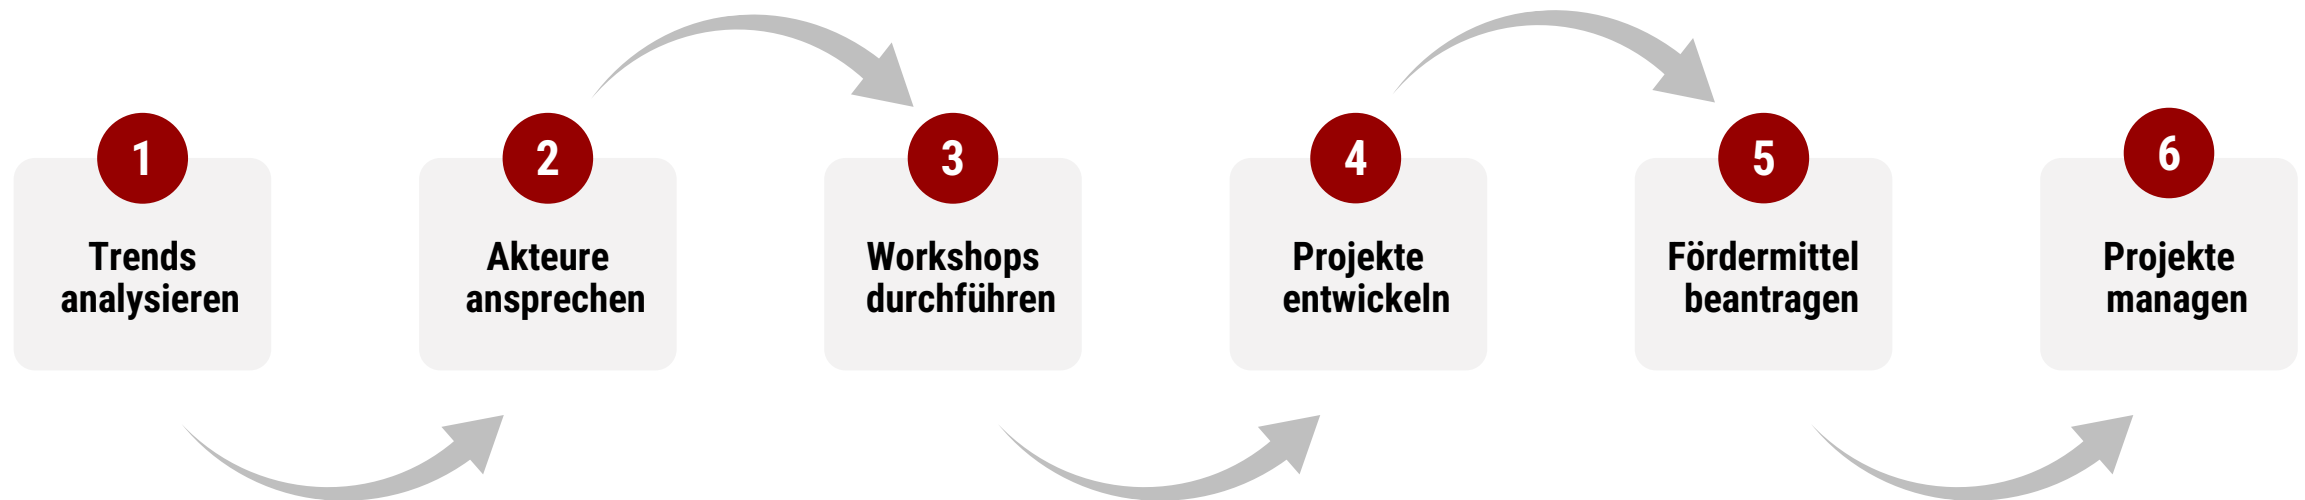 1
Trends
analysieren
2
Akteure
ansprechen
3
Workshops
durchführen
4
Projekte
entwickeln
5
Fördermittel
beantragen
6
Projekte
managen